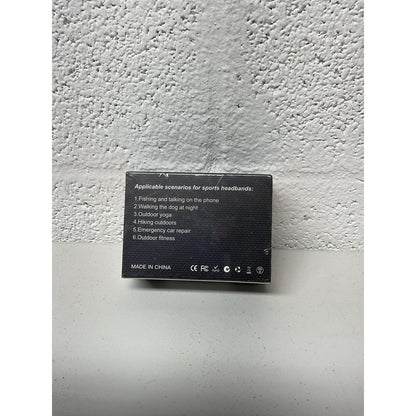 Applicable scenarios for sports headbands:
1.Fishing and talking on the phone
2.Walking the dog at night
3.Outdoor yoga
4.Hiking outdoors
5.Emergency car repair
6.Outdoor fitness
MADE IN CHINA CE FC